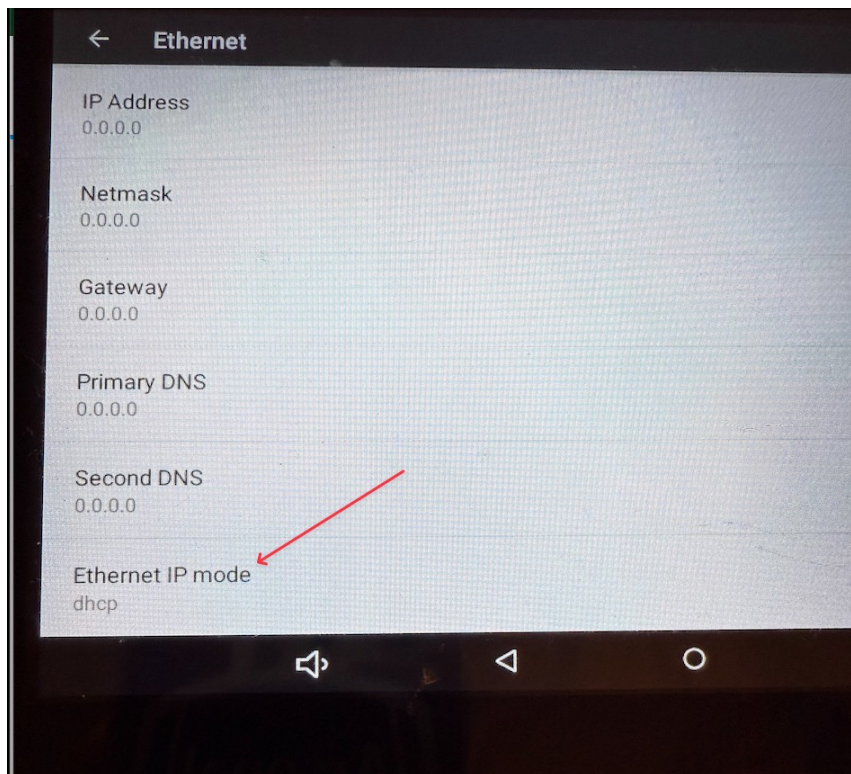 Ethernet
IP Address
0.0.0.0
Netmask
0.0.0.0
Gateway
0.0.0.0
Primary DNS
0.0.0.0
Second DNS
0.0.0.0
Ethernet IP mode
dhcp